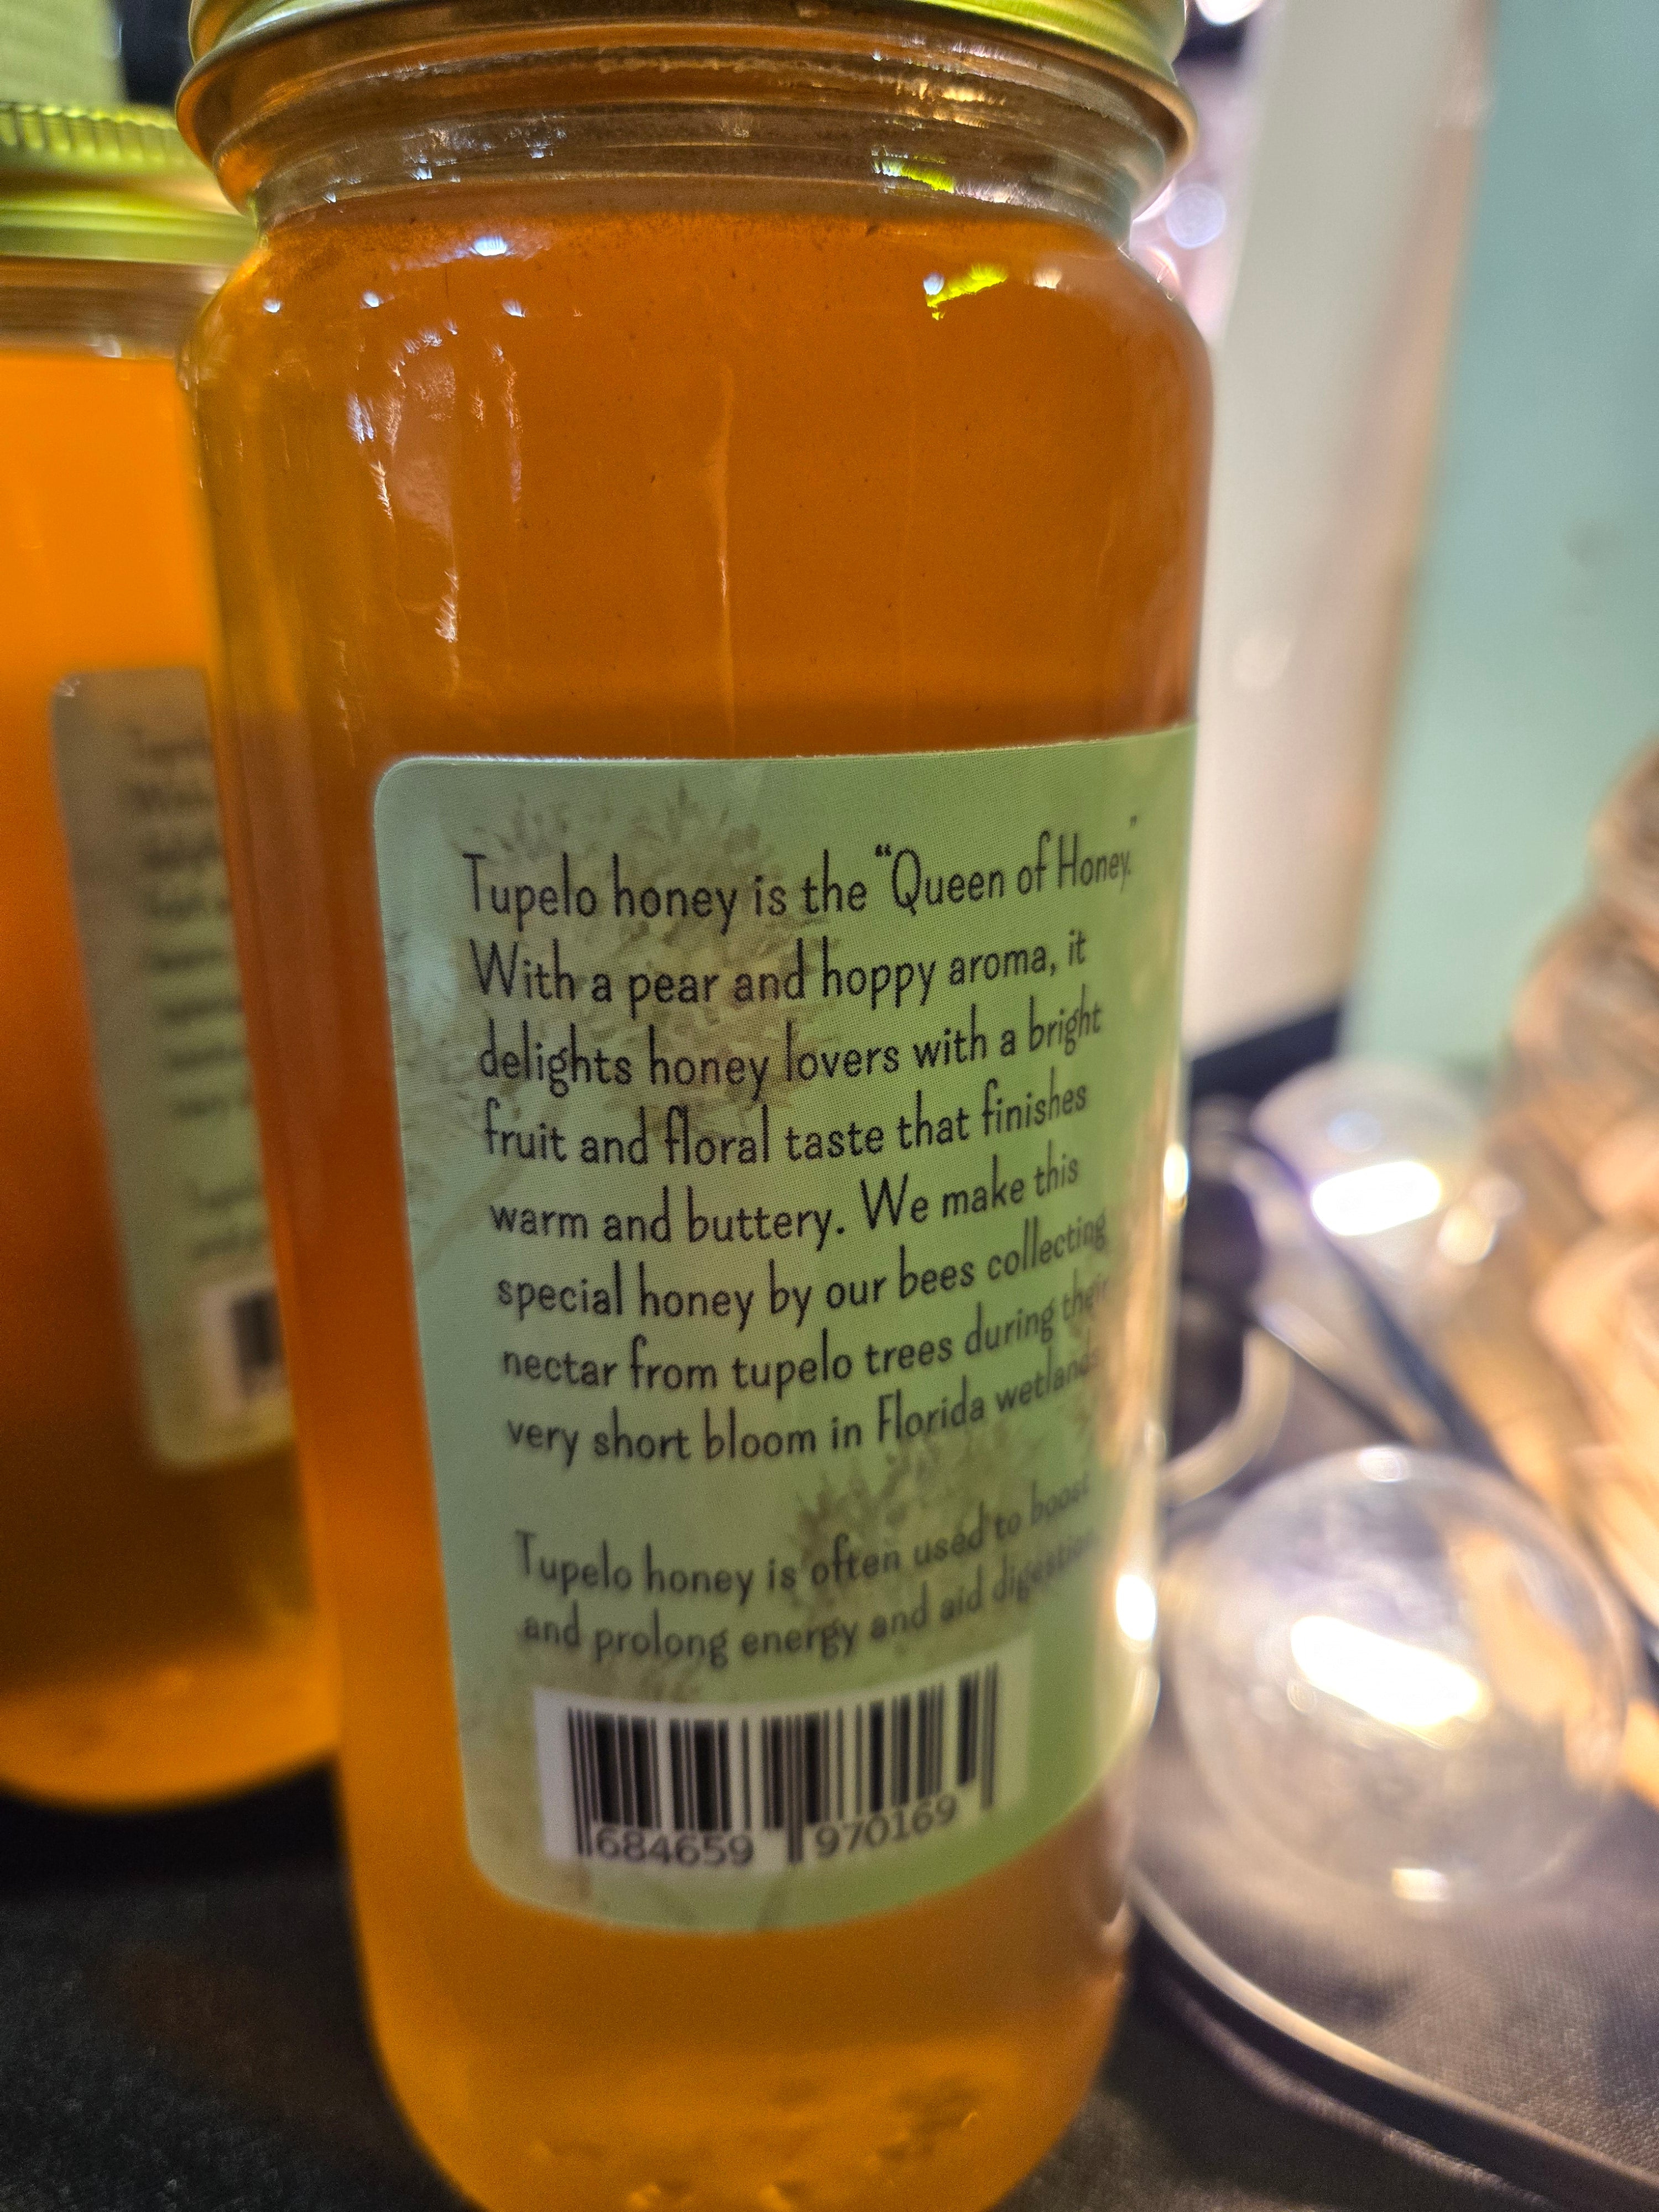 Tupelo honey is the “Queen of Honey.”
With a pear and hoppy aroma, it
delights honey lovers with a bright
fruit and floral taste that finishes
warm and buttery. We make this
special honey by our bees collecting
nectar from tupelo trees during their
very short bloom in Florida wetlands.
Tupelo honey is often used to boost
and prolong energy and aid digestion.
684659 970169